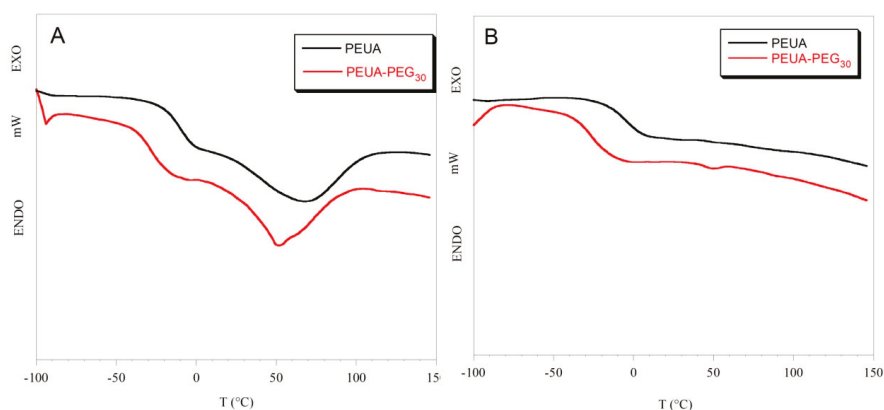 A
PEUA
PEUA-PEG₃₀
EXO
mW
ENDO
-100 -50 0 50 100 15
T (°C)
B
PEUA
PEUA-PEG₃₀
EXO
mW
ENDO
-100 -50 0 50 100 150
T (°C)